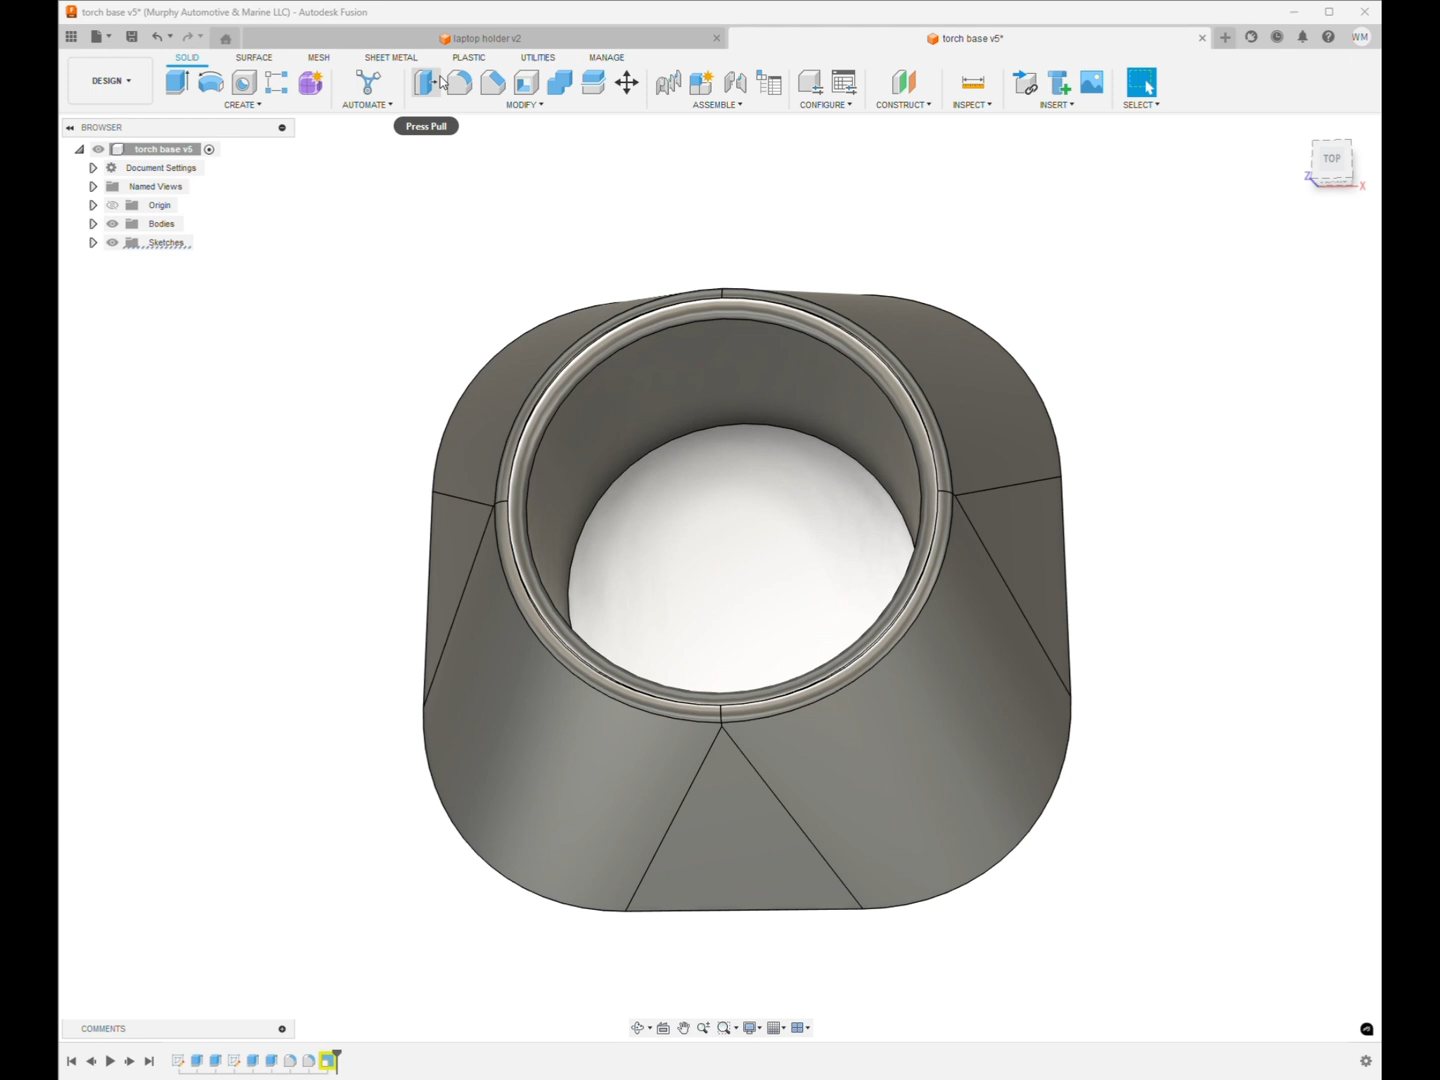 torch base v5* (Murphy Automotive & Marine LLC) - Autodesk Fusion
laptop holder v2
torch base v5*
WM
DESIGN
SOLID
SURFACE
MESH
SHEET METAL
PLASTIC
UTILITIES
MANAGE
CREATE
AUTOMATE
MODIFY
ASSEMBLE
CONFIGURE
CONSTRUCT
INSPECT
INSERT
SELECT
Press Pull
BROWSER
torch base v5
Document Settings
Named Views
Origin
Bodies
Sketches
TOP
Z
X
COMMENTS